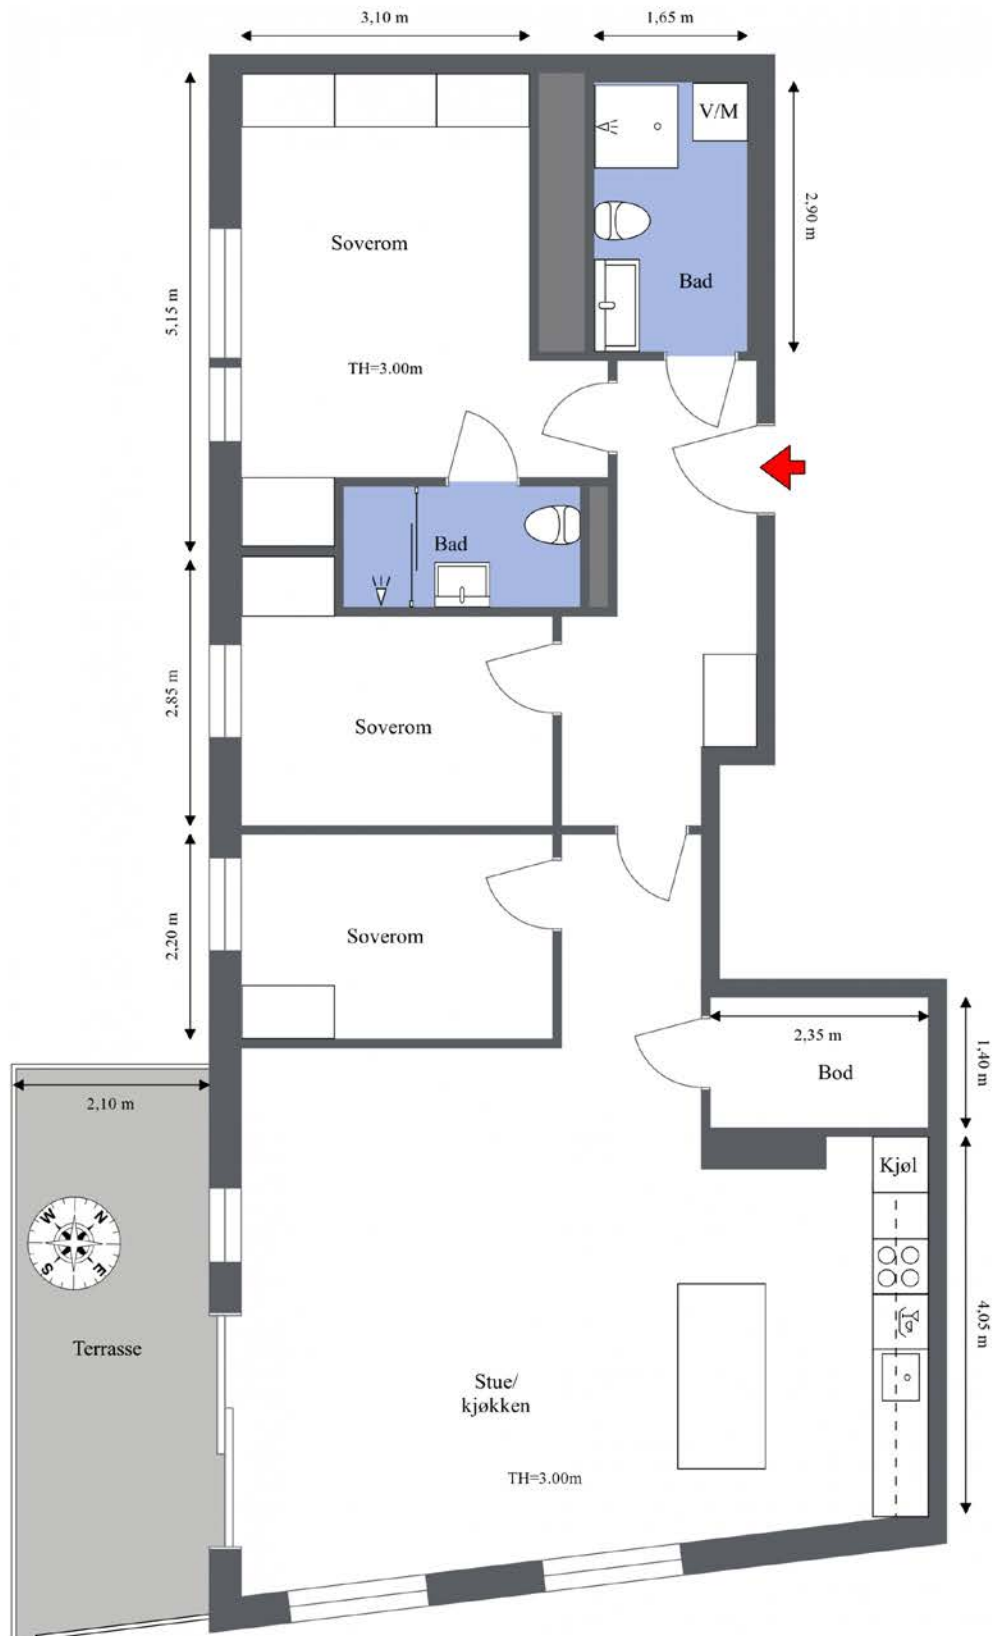 3,10 m
1,65 m
V/M
2,90 m
Soverom
Bad
5,15 m
TH=3.00m
Bad
2,85 m
Soverom
2,20 m
Soverom
2,35 m
Bod
1,40 m
2,10 m
Kjøl
N
W
S
E
4,05 m
Terrasse
Stue/
kjøkken
TH=3.00m